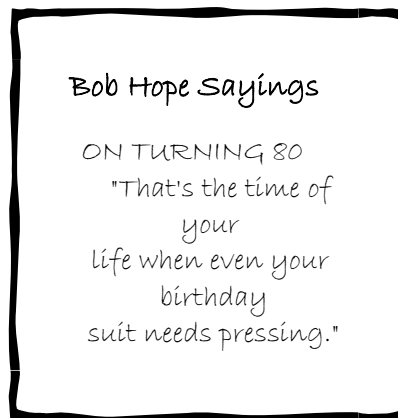 Bob Hope Sayings
ON TURNING 80
"That's the time of
your
life when even your
birthday
suit needs pressing."